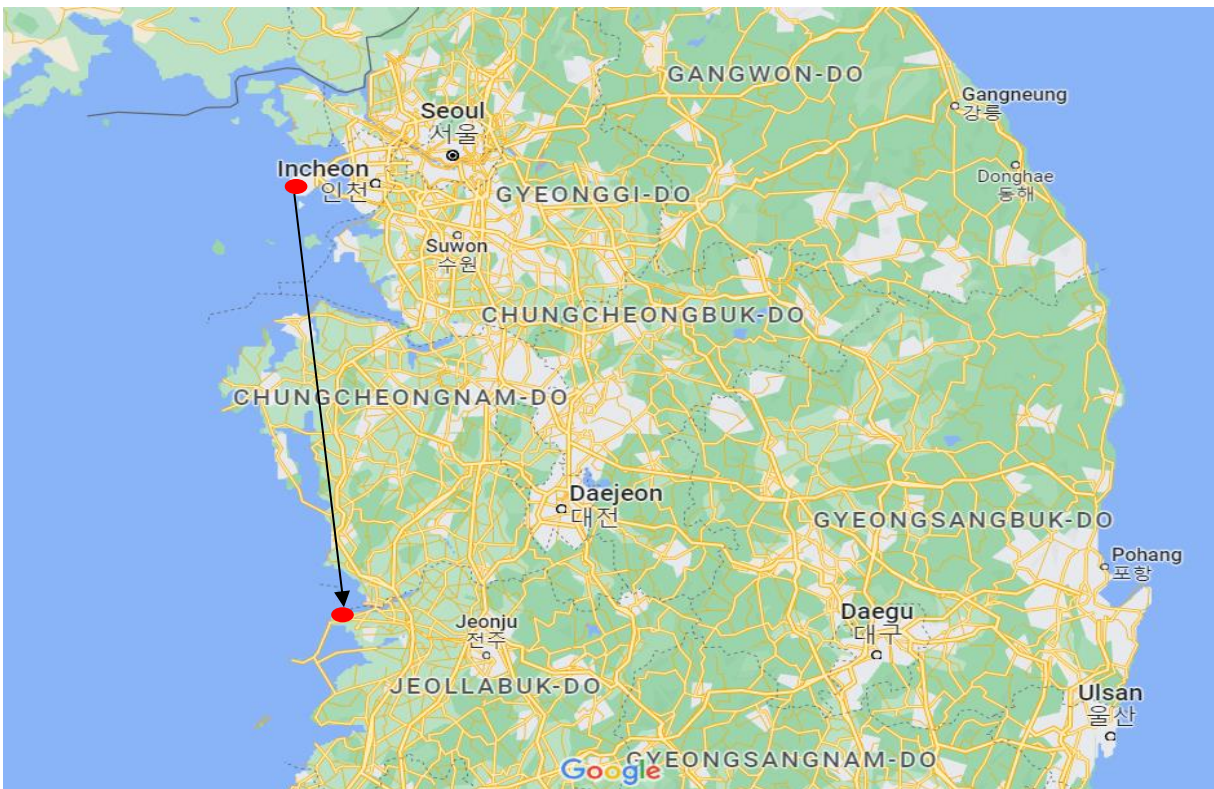 GANGWON-DO
Gangneung
강릉
Seoul
서울
Incheon
인천
Donghae
동해
GYEONGGI-DO
Suwon
수원
CHUNGCHEONGBUK-DO
CHUNGCHEONGNAM-DO
Daejeon
대전
GYEONGSANGBUK-DO
Pohang
포항
Daegu
대구
Jeonju
전주
JEOLLABUK-DO
Ulsan
울산
GYEONGSANGNAM-DO
Google